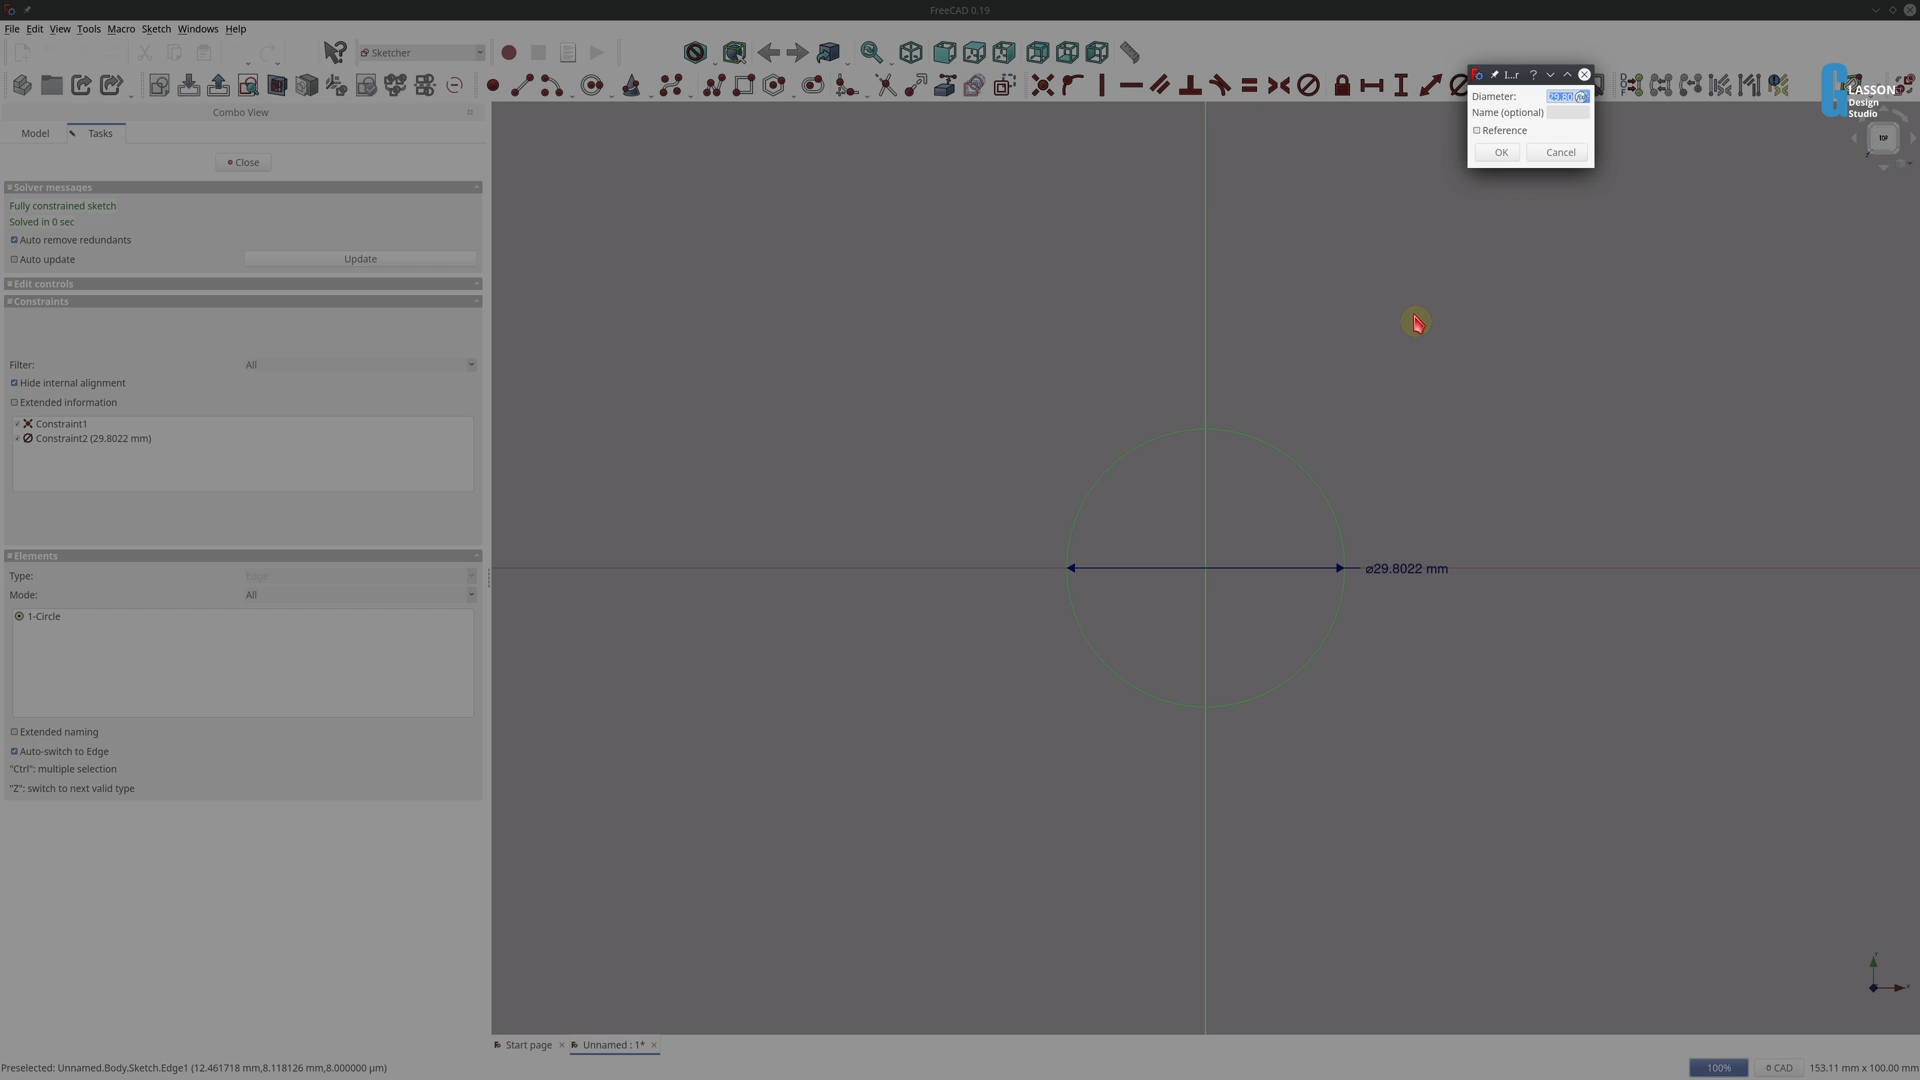 FreeCAD 0.19
File Edit View Tools Macro Sketch Windows Help
Sketcher
I...r ?
Diameter: 29.80
Name (optional)
Reference
OK Cancel
GLASSON
Design
Studio
TOP
Combo View
Model Tasks
Close
Solver messages
Fully constrained sketch
Solved in 0 sec
Auto remove redundants
Auto update Update
Edit controls
Constraints
Filter: All
Hide internal alignment
Extended information
Constraint1
Constraint2 (29.8022 mm)
Elements
Type: Edge
Mode: All
1-Circle
Extended naming
Auto-switch to Edge
"Ctrl": multiple selection
"Z": switch to next valid type
⌀29.8022 mm
Y
X
Start page Unnamed : 1*
Preselected: Unnamed.Body.Sketch.Edge1 (12.461718 mm,8.118126 mm,8.000000 µm) 100% CAD 153.11 mm x 100.00 mm